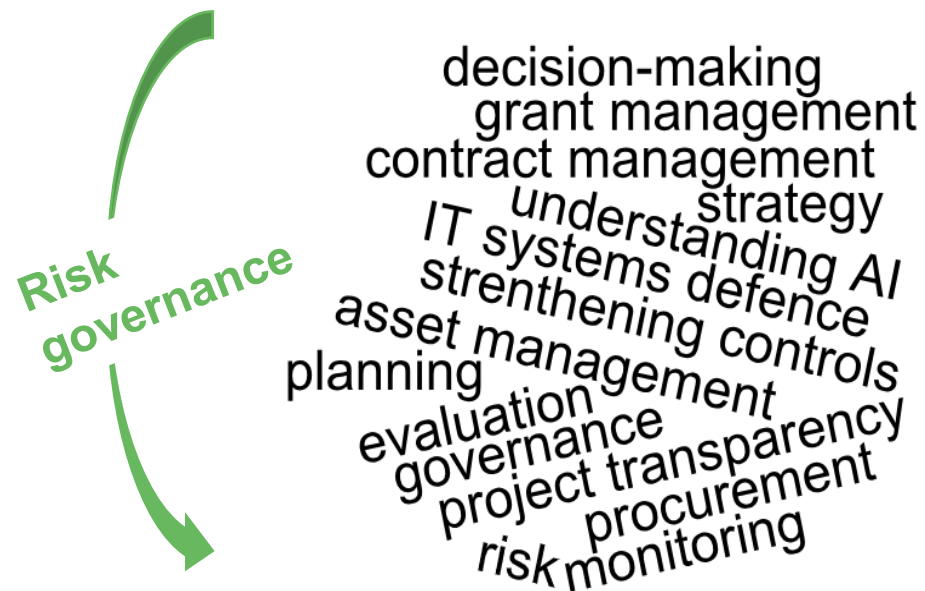 Risk
governance
decision-making
grant management
contract management
strategy
understanding AI
IT systems defence
strenthening controls
asset management
planning
evaluation
governance
project transparency
procurement
risk monitoring